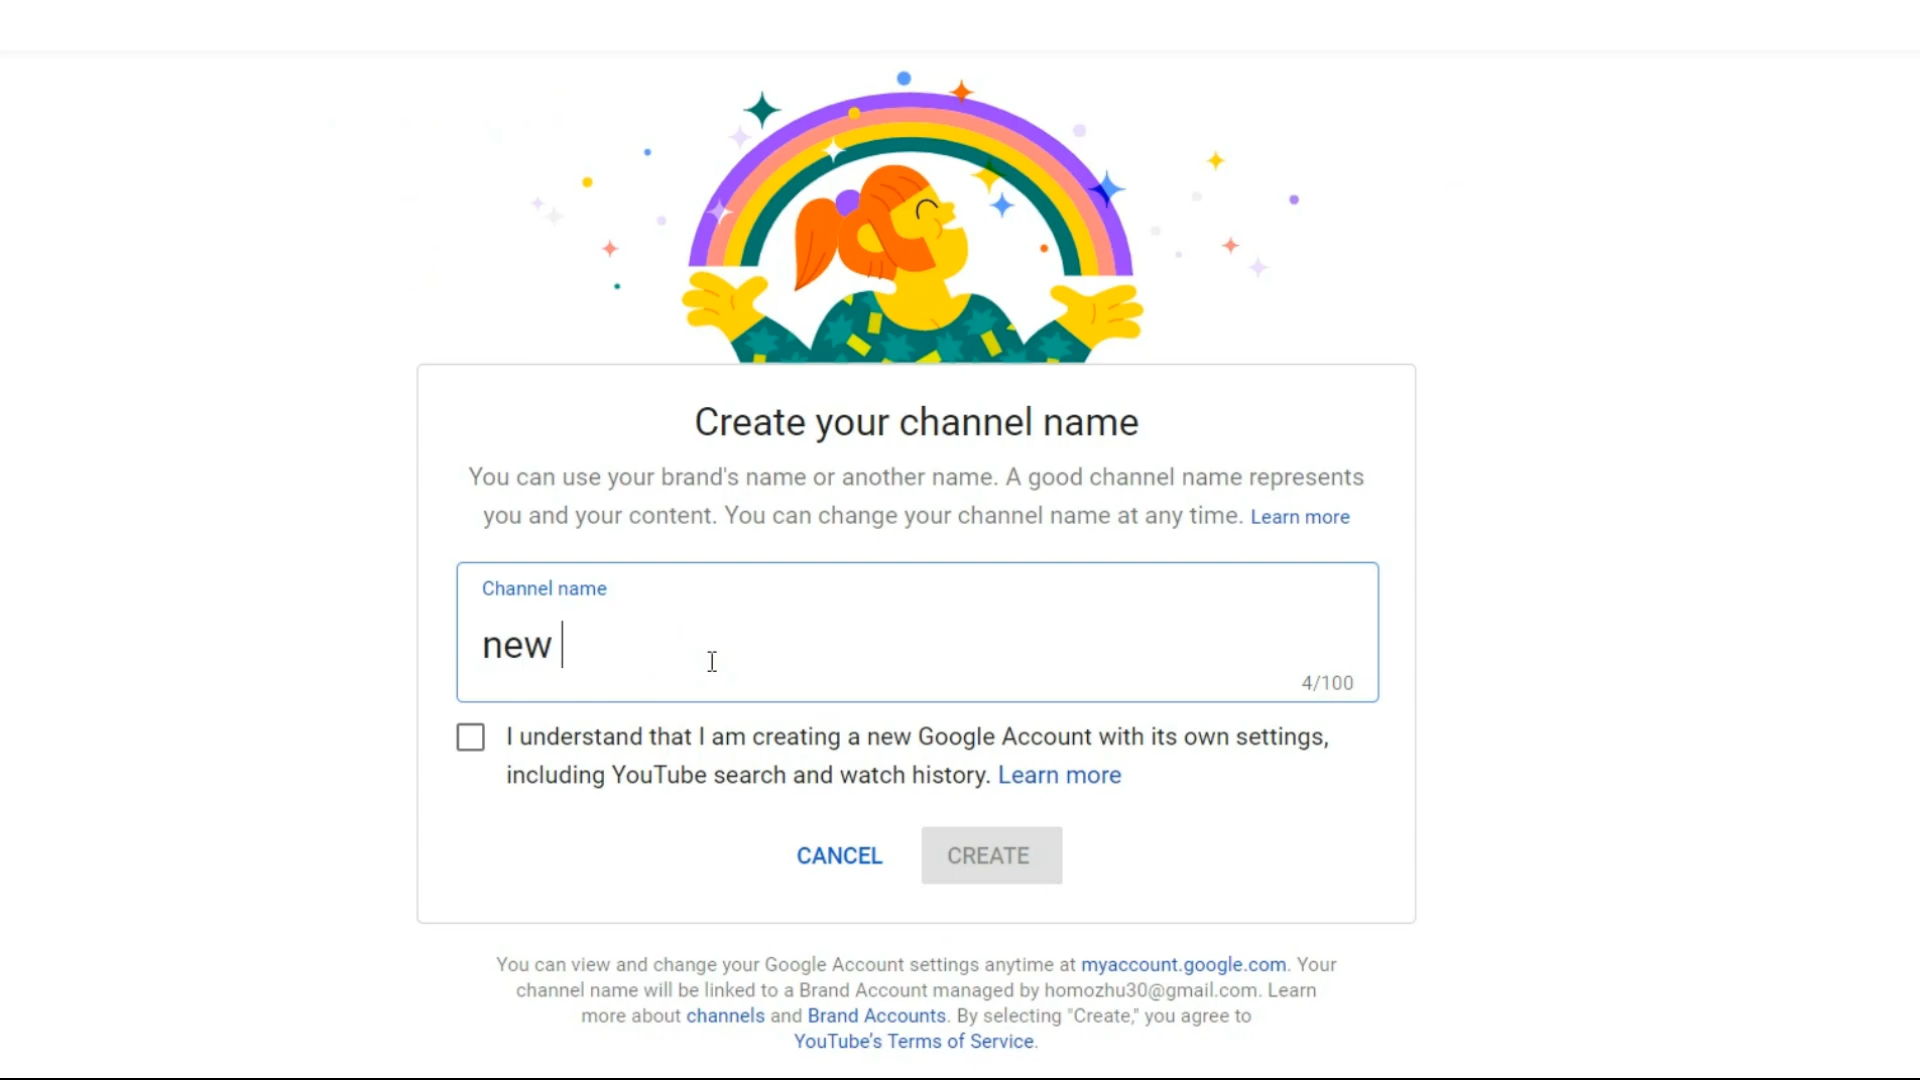 Create your channel name
You can use your brand's name or another name. A good channel name represents
you and your content. You can change your channel name at any time. Learn more
Channel name
new
4/100
I understand that I am creating a new Google Account with its own settings,
including YouTube search and watch history. Learn more
CANCEL CREATE
You can view and change your Google Account settings anytime at myaccount.google.com. Your
channel name will be linked to a Brand Account managed by homozhu30@gmail.com. Learn
more about channels and Brand Accounts. By selecting "Create," you agree to
YouTube's Terms of Service.